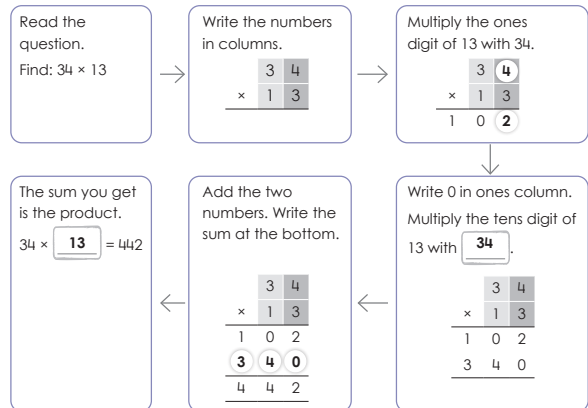 Read the
question.
Find: 34 × 13
Write the numbers
in columns.
3 4
× 1 3
Multiply the ones
digit of 13 with 34.
3 4
× 1 3
1 0 2
Write 0 in ones column.
Multiply the tens digit of
13 with 34.
3 4
× 1 3
1 0 2
3 4 0
Add the two
numbers. Write the
sum at the bottom.
3 4
× 1 3
1 0 2
3 4 0
4 4 2
The sum you get
is the product.
34 × 13 = 442